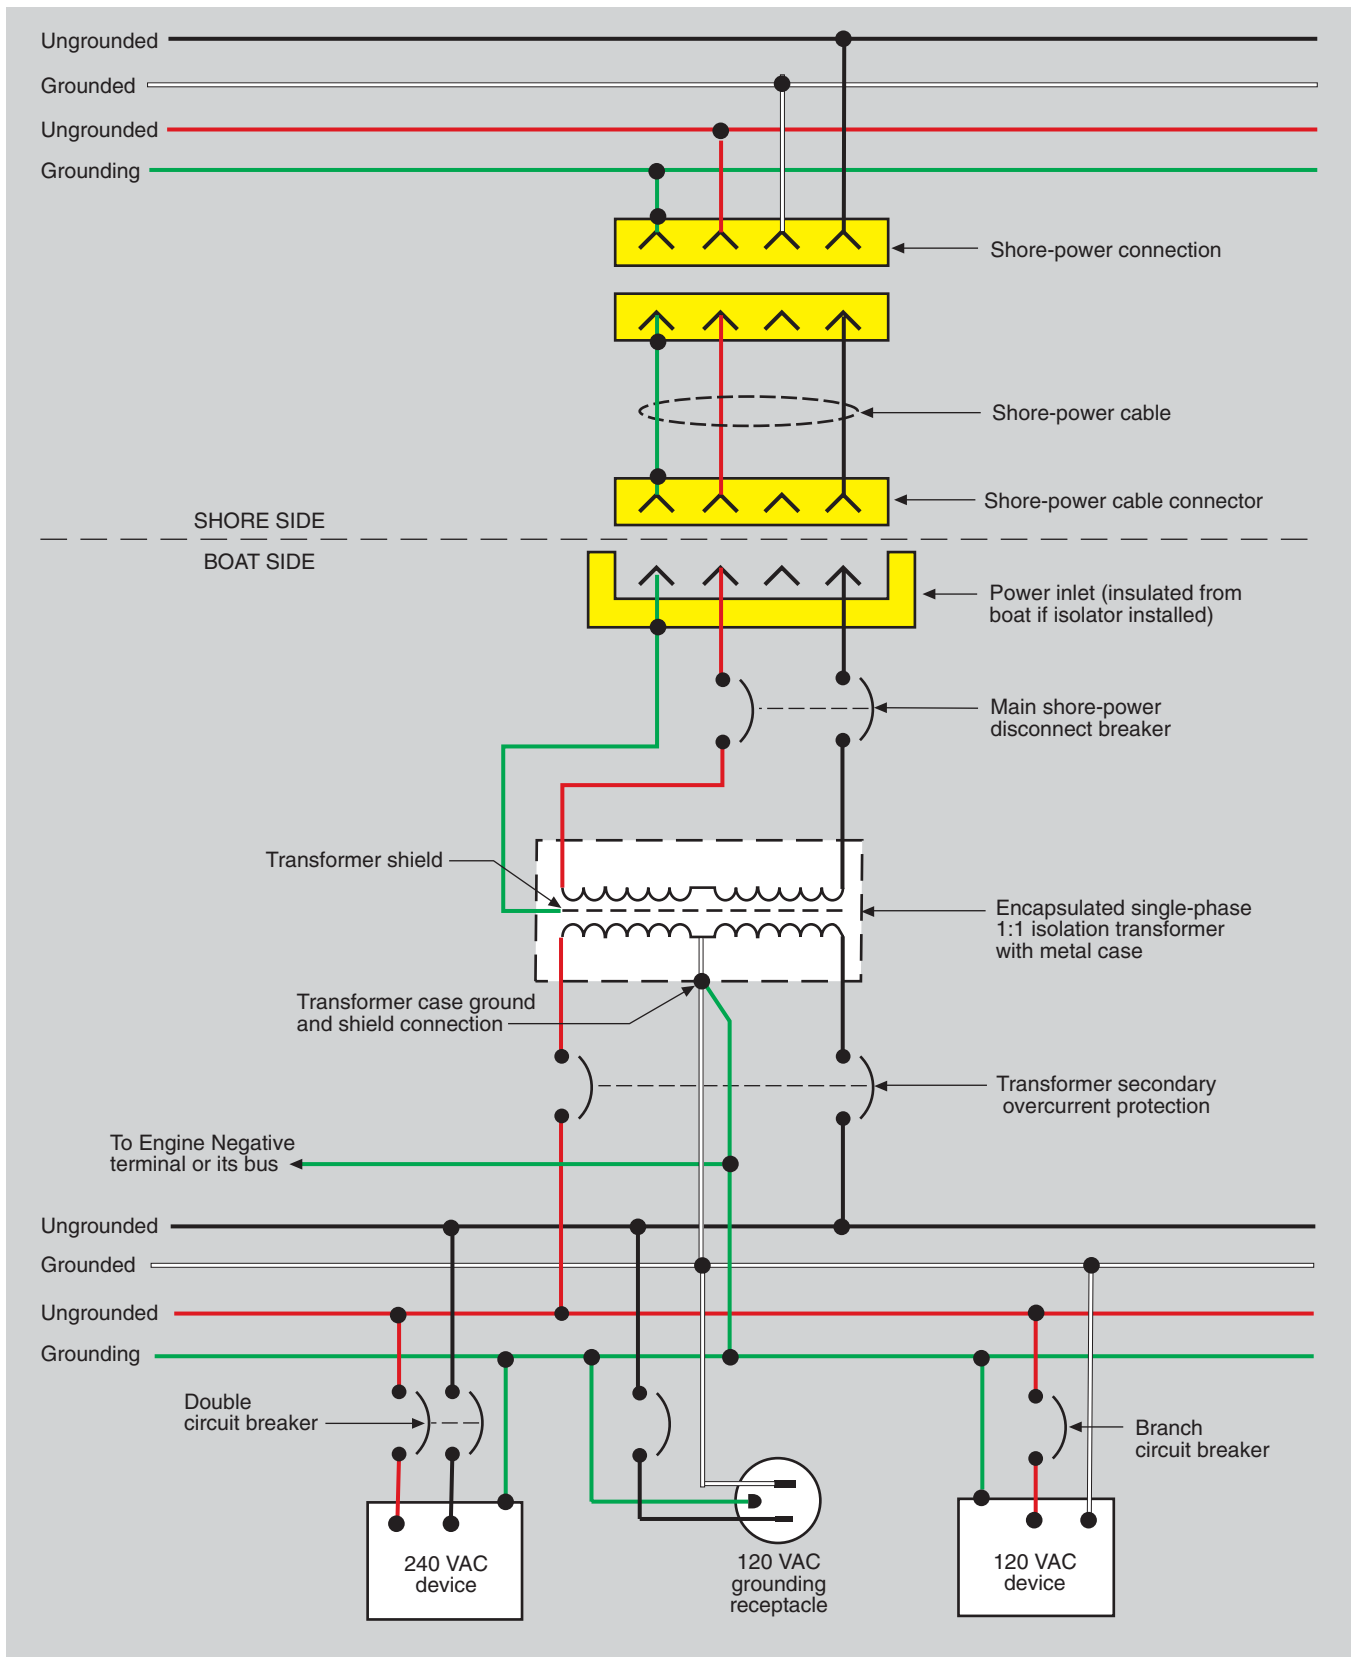 Ungrounded
Grounded
Ungrounded
Grounding
Shore-power connection
Shore-power cable
Shore-power cable connector
SHORE SIDE
BOAT SIDE
Power inlet (insulated from
boat if isolator installed)
Main shore-power
disconnect breaker
Transformer shield
Encapsulated single-phase
1:1 isolation transformer
with metal case
Transformer case ground
and shield connection
Transformer secondary
overcurrent protection
To Engine Negative
terminal or its bus
Ungrounded
Grounded
Ungrounded
Grounding
Double
circuit breaker
Branch
circuit breaker
240 VAC
device
120 VAC
grounding
receptacle
120 VAC
device